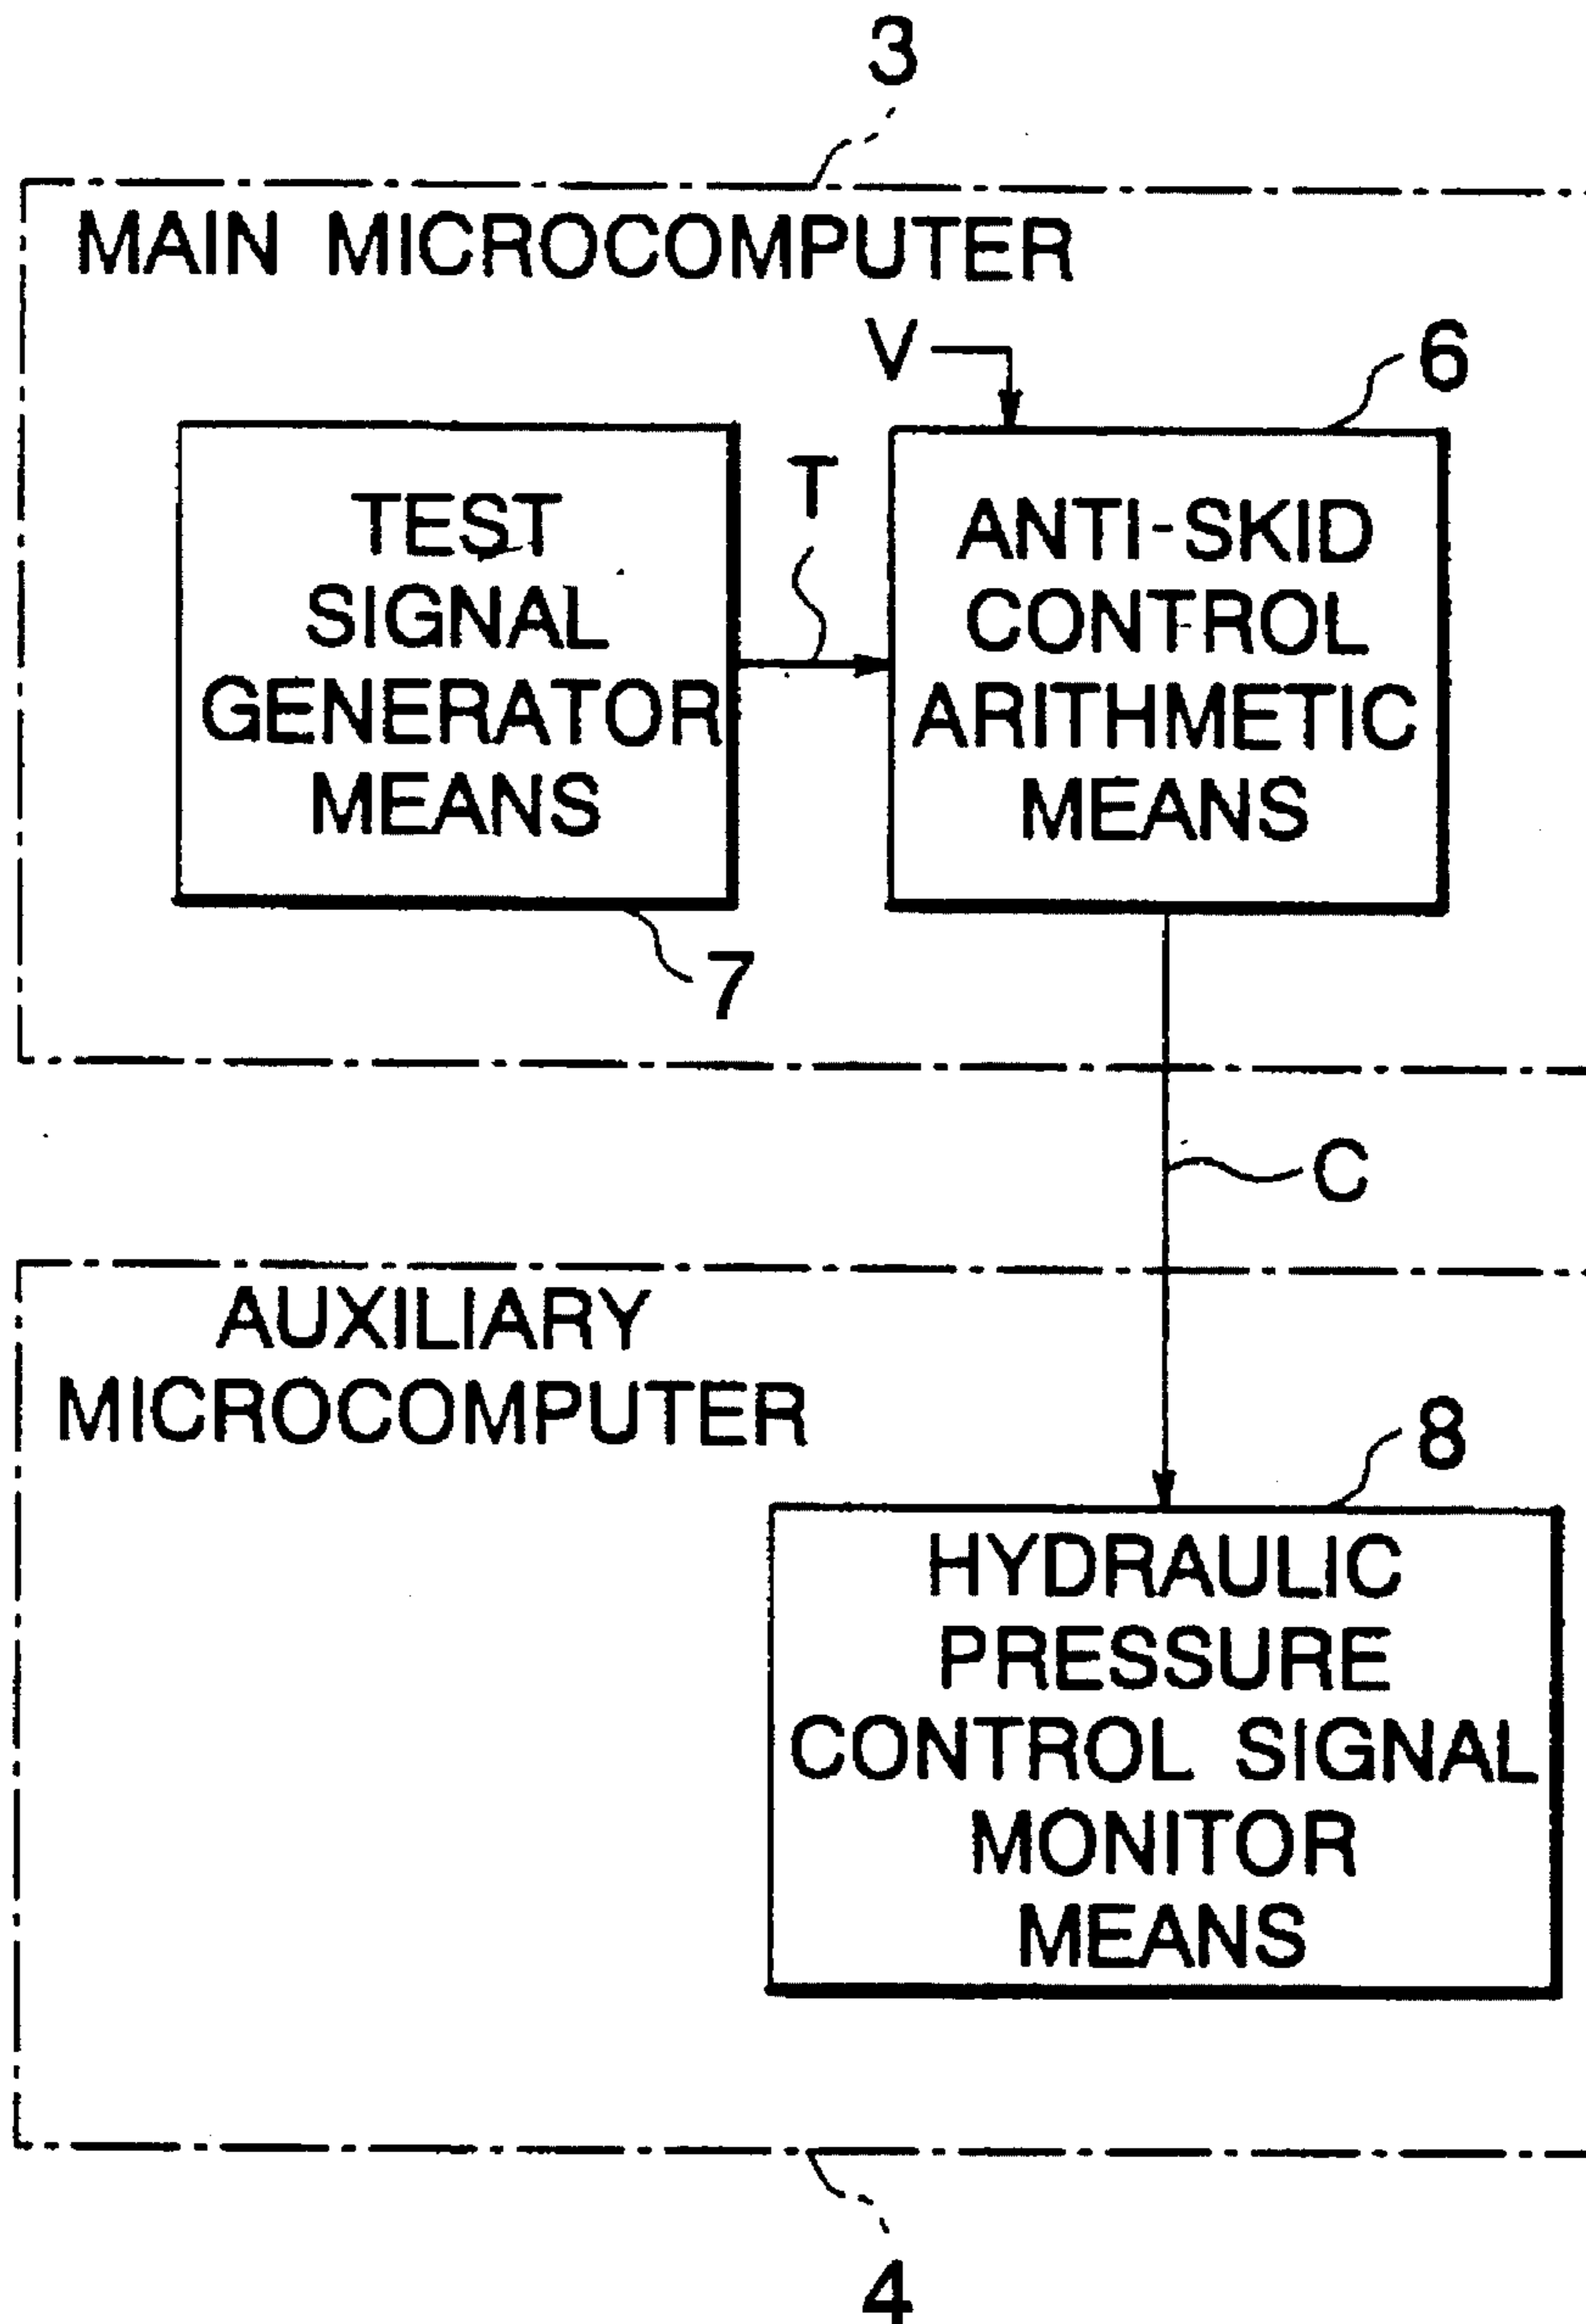 3
MAIN MICROCOMPUTER
V
6
T
TEST
SIGNAL
GENERATOR
MEANS
ANTI-SKID
CONTROL
ARITHMETIC
MEANS
7
C
AUXILIARY
MICROCOMPUTER
8
HYDRAULIC
PRESSURE
CONTROL SIGNAL
MONITOR
MEANS
4